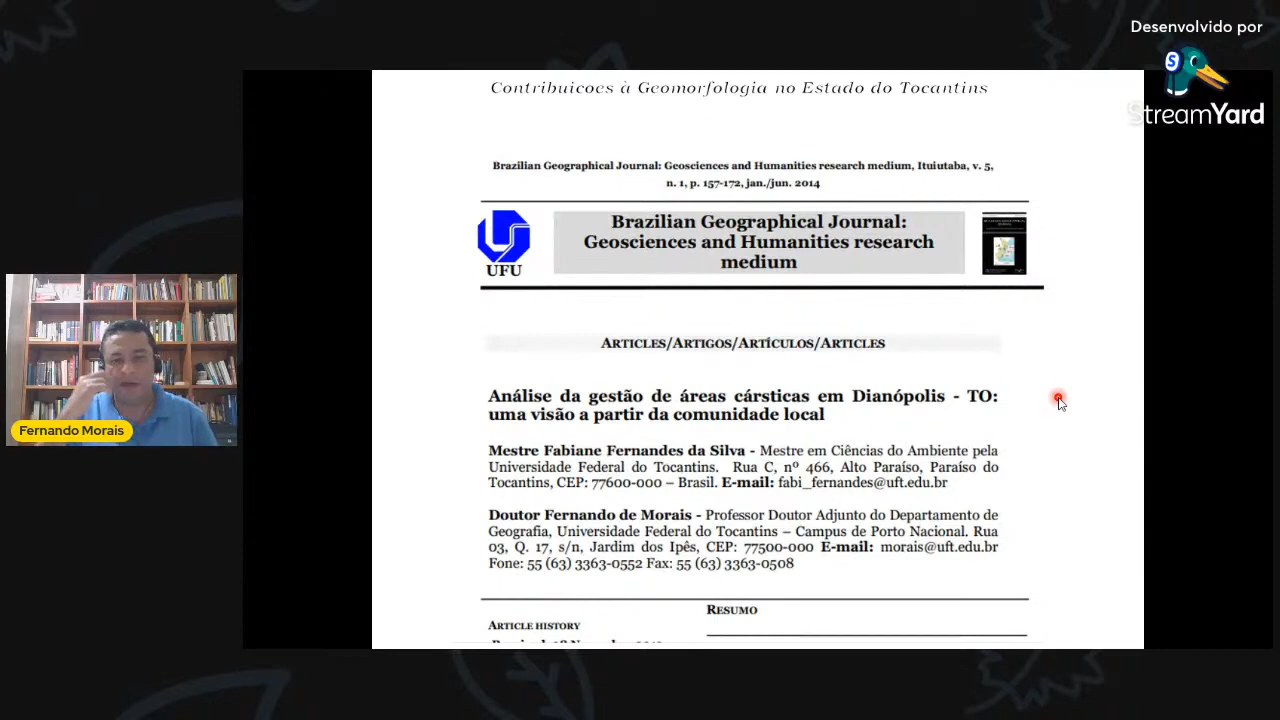 Desenvolvido por
StreamYard
Contribuicoes à Geomorfologia no Estado do Tocantins
Brazilian Geographical Journal: Geosciences and Humanities research medium, Ituiutaba, v. 5,
n. 1, p. 157-172, jan./jun. 2014
UFU
Brazilian Geographical Journal:
Geosciences and Humanities research
medium
ARTICLES/ARTIGOS/ARTÍCULOS/ARTICLES
Análise da gestão de áreas cársticas em Dianópolis - TO:
uma visão a partir da comunidade local
Mestre Fabiane Fernandes da Silva - Mestre em Ciências do Ambiente pela
Universidade Federal do Tocantins. Rua C, nº 466, Alto Paraíso, Paraíso do
Tocantins, CEP: 77600-000 – Brasil. E-mail: fabi_fernandes@uft.edu.br
Doutor Fernando de Morais - Professor Doutor Adjunto do Departamento de
Geografia, Universidade Federal do Tocantins – Campus de Porto Nacional. Rua
03, Q. 17, s/n, Jardim dos Ipês, CEP: 77500-000 E-mail: morais@uft.edu.br
Fone: 55 (63) 3363-0552 Fax: 55 (63) 3363-0508
RESUMO
ARTICLE HISTORY
Fernando Morais